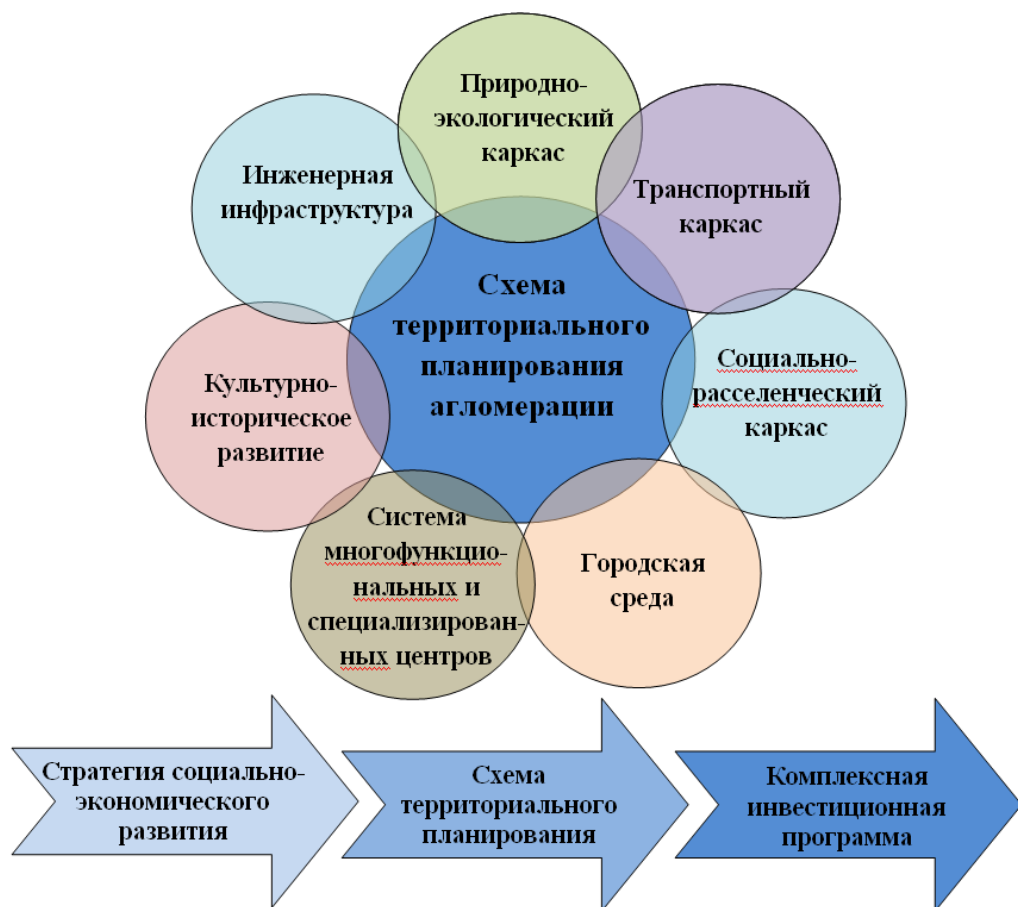 Природно-
экологический
каркас
Инженерная
инфраструктура
Транспортный
каркас
Схема
территориального
планирования
агломерации
Социально-
расселенческий
каркас
Культурно-
историческое
развитие
Система
многофункцио-
нальных и
специализирован-
ных центров
Городская
среда
Стратегия социально-
экономического
развития
Схема
территориального
планирования
Комплексная
инвестиционная
программа